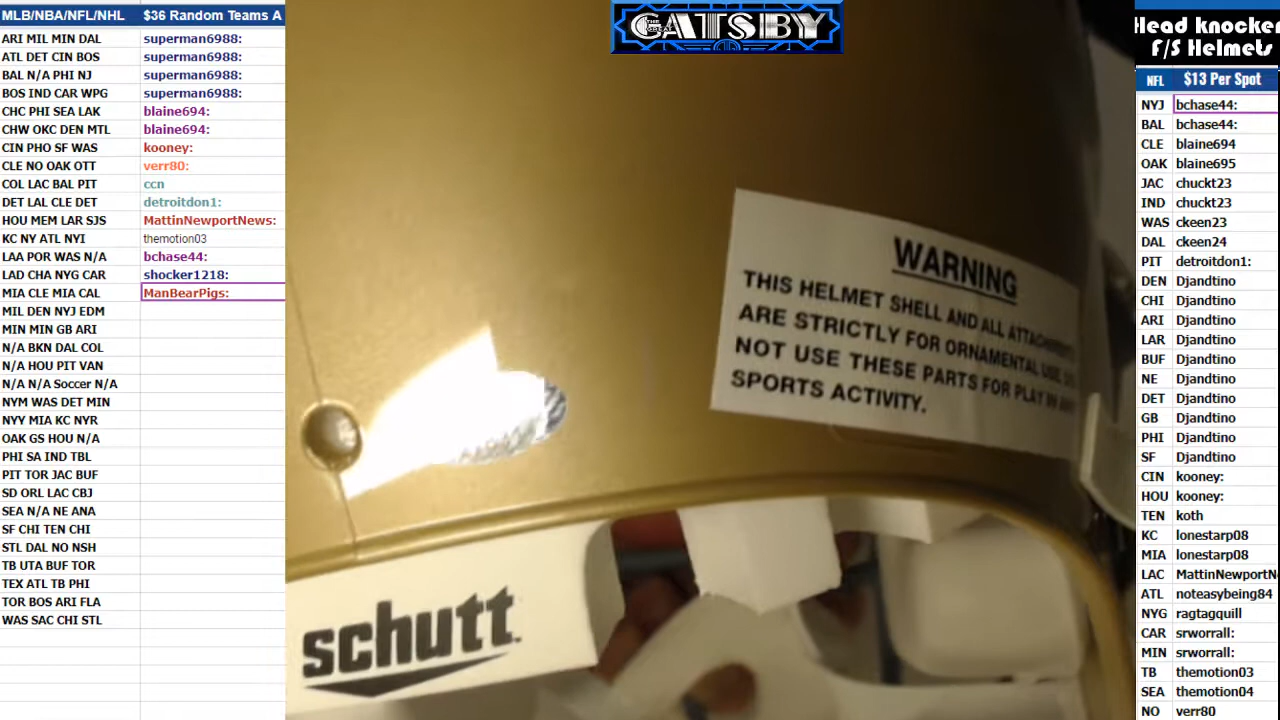 MLB/NBA/NFL/NHL $36 Random Teams A
ARI MIL MIN DAL superman6988:
ATL DET CIN BOS superman6988:
BAL N/A PHI NJ superman6988:
BOS IND CAR WPG superman6988:
CHC PHI SEA LAK blaine694:
CHW OKC DEN MTL blaine694:
CIN PHO SF WAS kooney:
CLE NO OAK OTT verr80:
COL LAC BAL PIT ccn
DET LAL CLE DET detroitdon1:
HOU MEM LAR SJS MattinNewportNews:
KC NY ATL NYI themotion03
LAA POR WAS N/A bchase44:
LAD CHA NYG CAR shocker1218:
MIA CLE MIA CAL ManBearPigs:
MIL DEN NYJ EDM
MIN MIN GB ARI
N/A BKN DAL COL
N/A HOU PIT VAN
N/A N/A Soccer N/A
NYM WAS DET MIN
NYY MIA KC NYR
OAK GS HOU N/A
PHI SA IND TBL
PIT TOR JAC BUF
SD ORL LAC CBJ
SEA N/A NE ANA
SF CHI TEN CHI
STL DAL NO NSH
TB UTA BUF TOR
TEX ATL TB PHI
TOR BOS ARI FLA
WAS SAC CHI STL
THE GREAT
GATSBY
WARNING
THIS HELMET SHELL AND ALL
ARE STRICTLY FOR ORNAMENTAL USE
NOT USE THESE PARTS FOR PLAY IN
SPORTS ACTIVITY.
schutt
Head knocker
F/S Helmets
NFL $13 Per Spot
NYJ bchase44:
BAL bchase44:
CLE blaine694
OAK blaine695
JAC chuckt23
IND chuckt23
WAS ckeen23
DAL ckeen24
PIT detroitdon1:
DEN Djandtino
CHI Djandtino
ARI Djandtino
LAR Djandtino
BUF Djandtino
NE Djandtino
DET Djandtino
GB Djandtino
PHI Djandtino
SF Djandtino
CIN kooney:
HOU kooney:
TEN koth
KC lonestarp08
MIA lonestarp08
LAC MattinNewportN
ATL noteasybeing84
NYG ragtagquill
CAR srworrall:
MIN srworrall:
TB themotion03
SEA themotion04
NO verr80